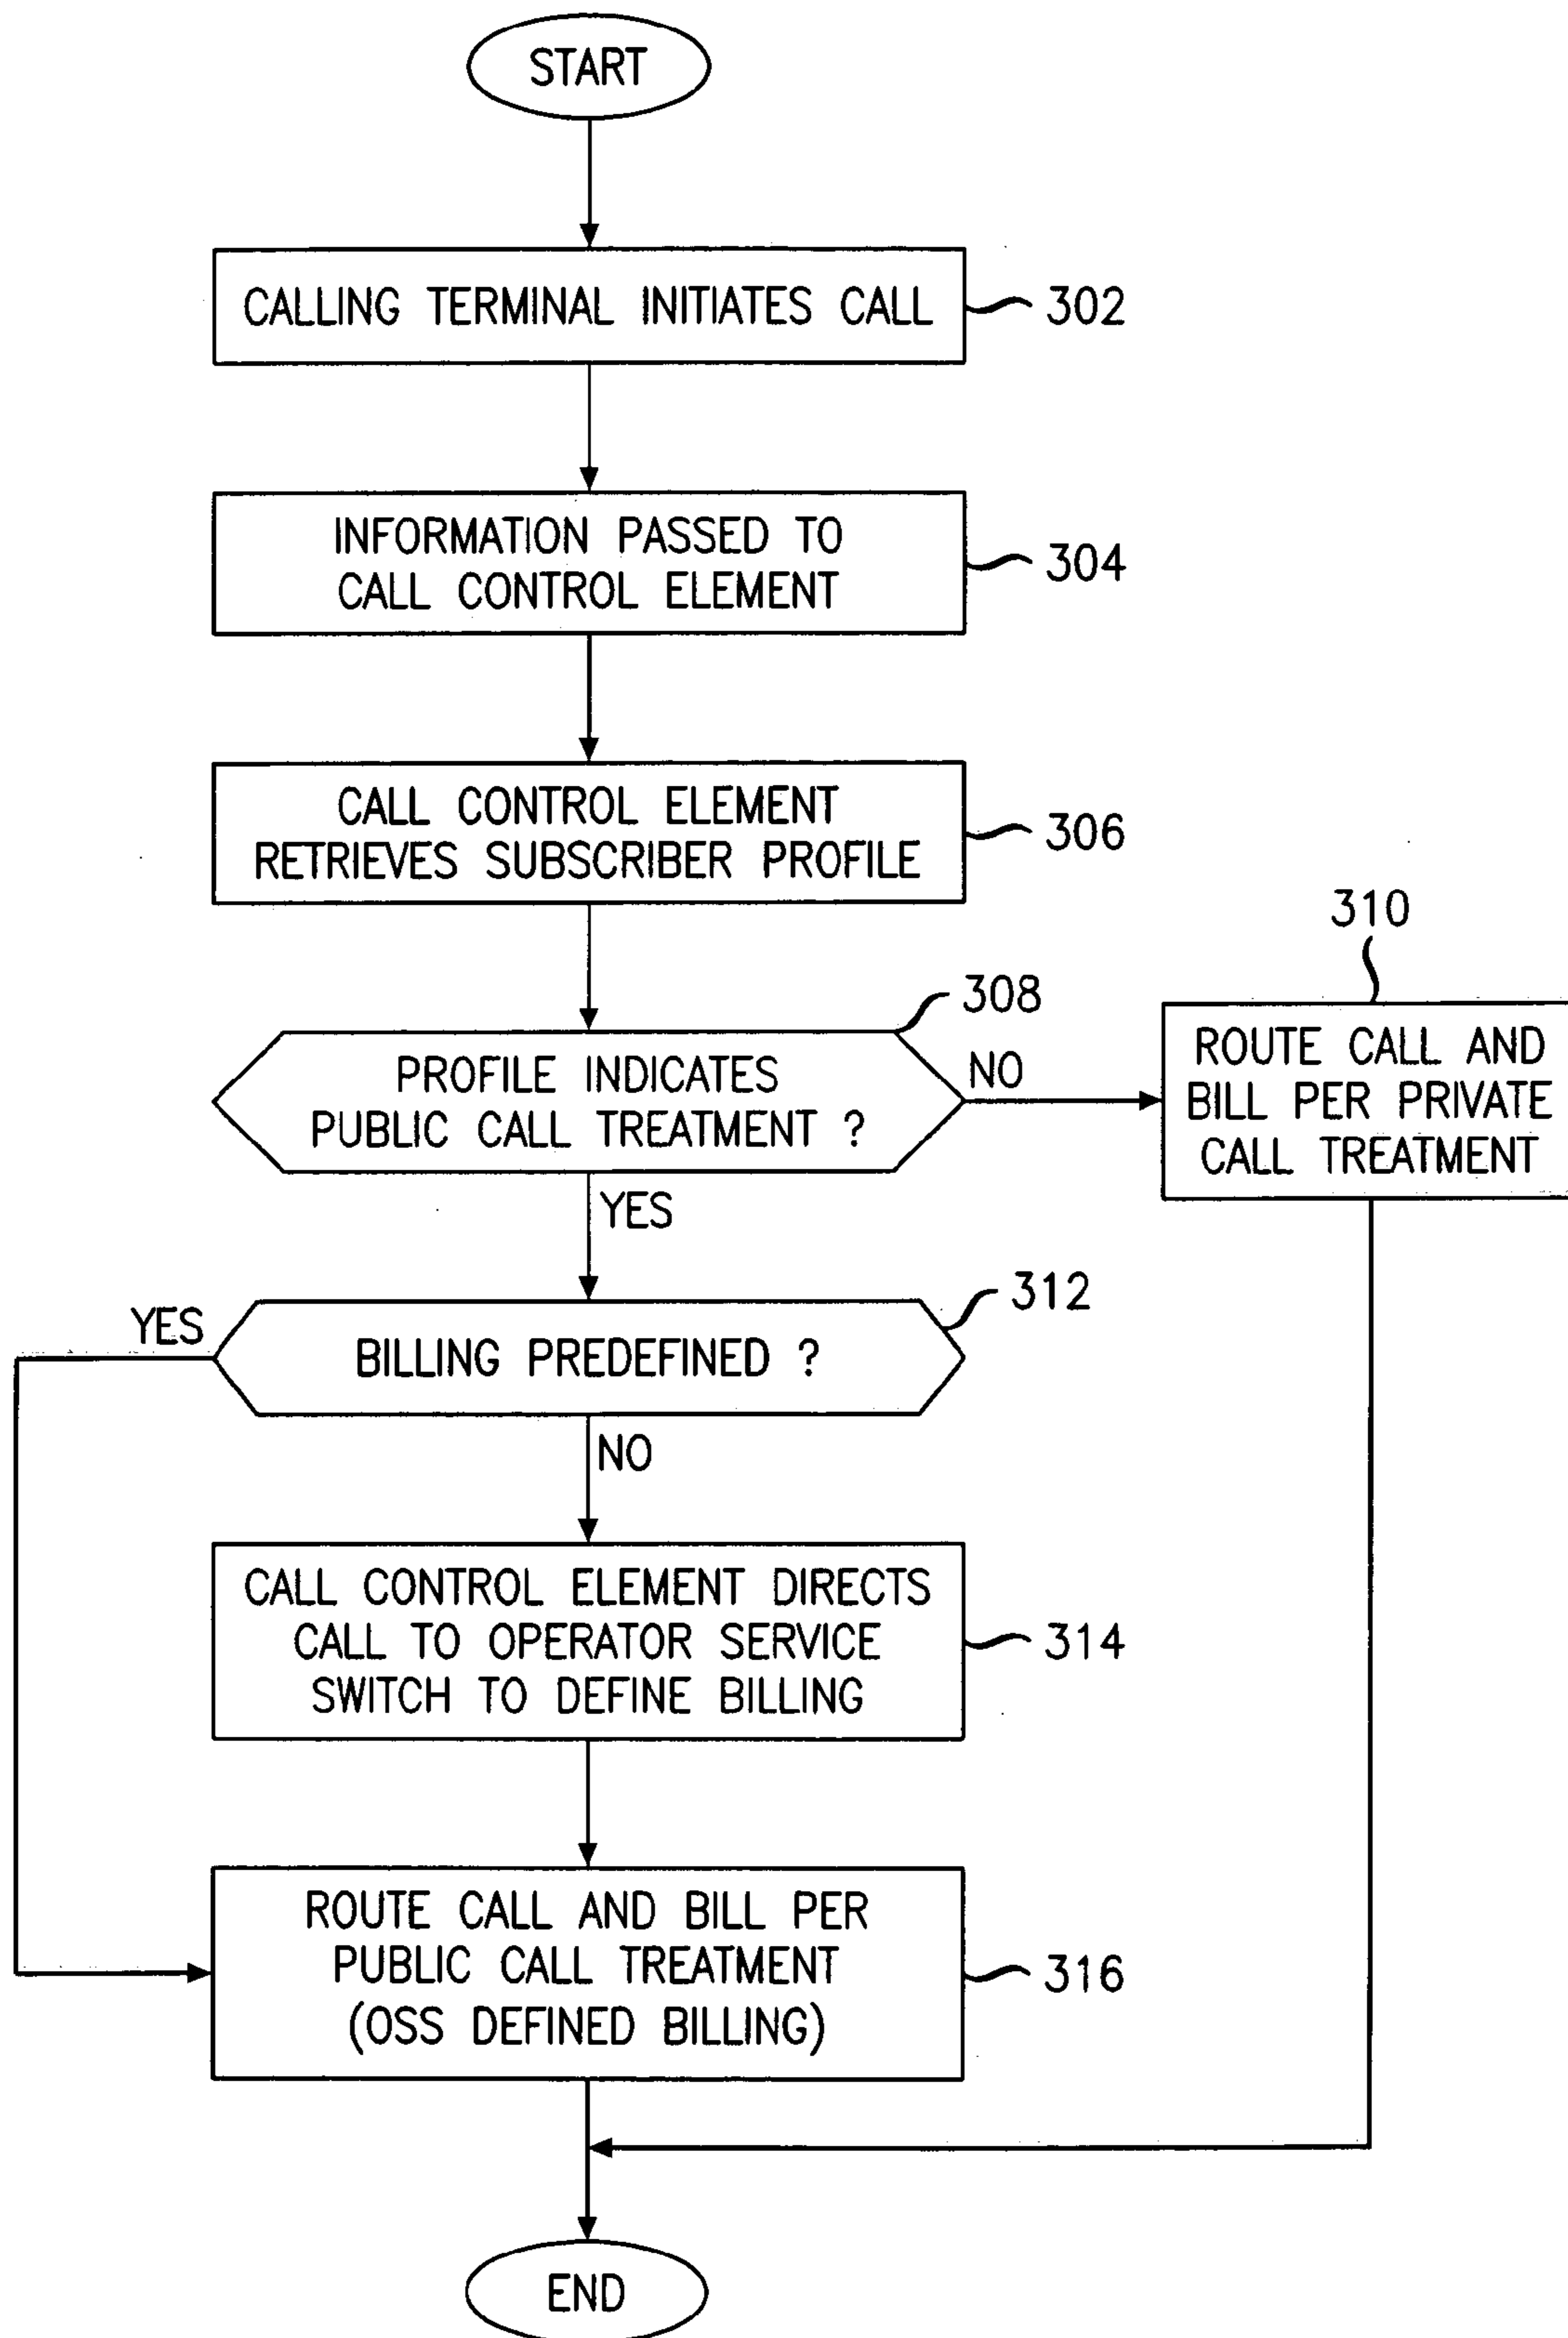 START
CALLING TERMINAL INITIATES CALL
302
INFORMATION PASSED TO
CALL CONTROL ELEMENT
304
CALL CONTROL ELEMENT
RETRIEVES SUBSCRIBER PROFILE
306
308
PROFILE INDICATES
PUBLIC CALL TREATMENT ?
NO
310
ROUTE CALL AND
BILL PER PRIVATE
CALL TREATMENT
YES
312
YES
BILLING PREDEFINED ?
NO
CALL CONTROL ELEMENT DIRECTS
CALL TO OPERATOR SERVICE
SWITCH TO DEFINE BILLING
314
ROUTE CALL AND BILL PER
PUBLIC CALL TREATMENT
(OSS DEFINED BILLING)
316
END